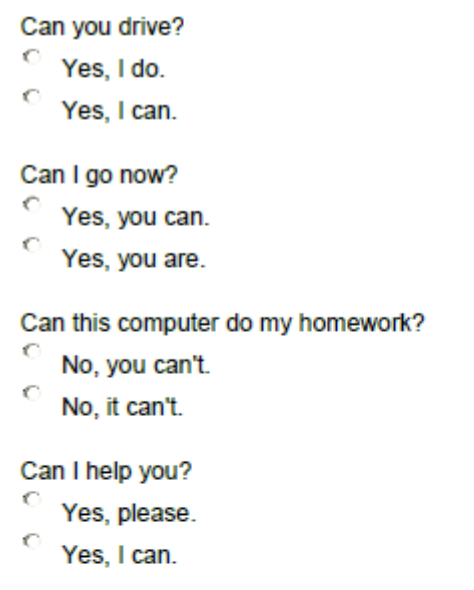 Can you drive?
Yes, I do.
Yes, I can.
Can I go now?
Yes, you can.
Yes, you are.
Can this computer do my homework?
No, you can't.
No, it can't.
Can I help you?
Yes, please.
Yes, I can.